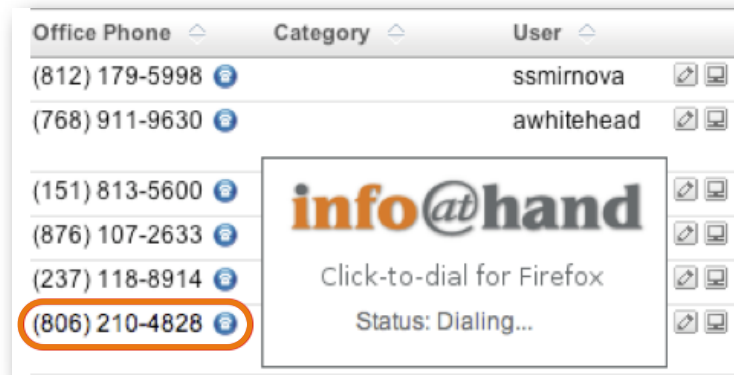 Office Phone Category User
(812) 179-5998 ssmirnova
(768) 911-9630 awhitehead
(151) 813-5600
(876) 107-2633
(237) 118-8914
(806) 210-4828
info@hand
Click-to-dial for Firefox
Status: Dialing...